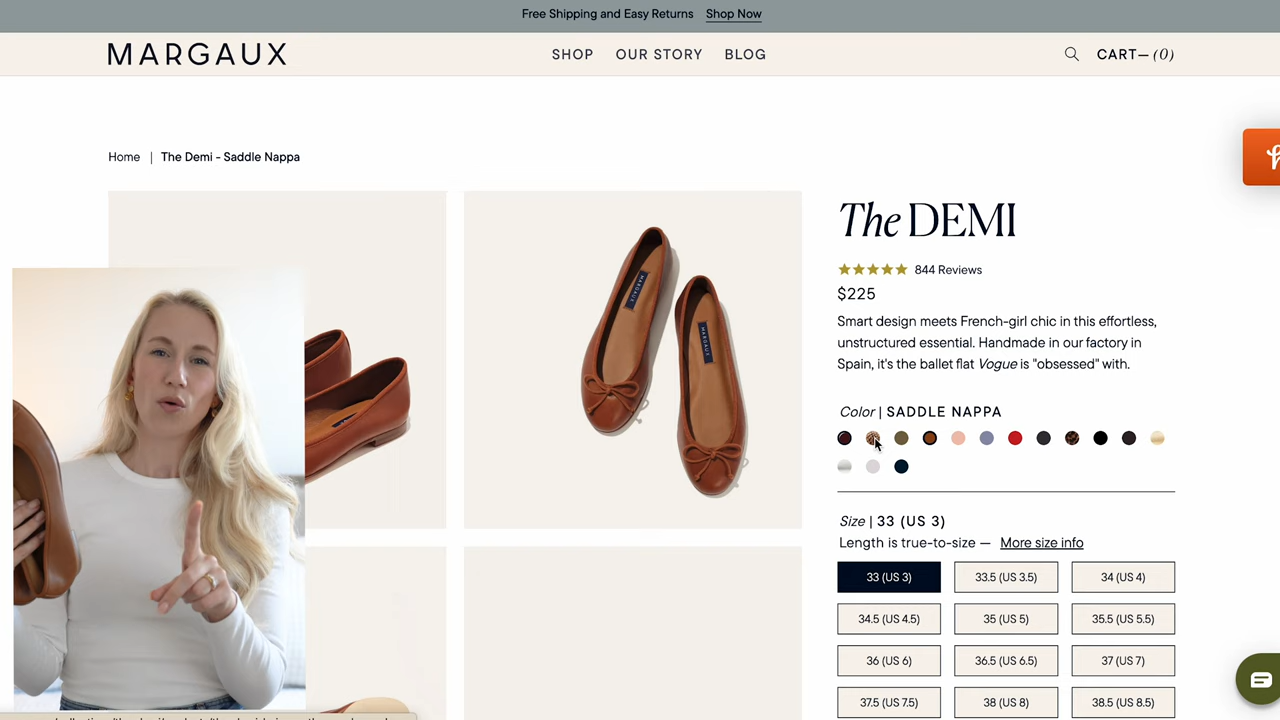 Free Shipping and Easy Returns Shop Now
MARGAUX
SHOP OUR STORY BLOG
CART—(0)
Home | The Demi - Saddle Nappa
The DEMI
844 Reviews
$225
Smart design meets French-girl chic in this effortless,
unstructured essential. Handmade in our factory in
Spain, it's the ballet flat Vogue is "obsessed" with.
Color | SADDLE NAPPA
Size | 33 (US 3)
Length is true-to-size — More size info
33 (US 3) 33.5 (US 3.5) 34 (US 4)
34.5 (US 4.5) 35 (US 5) 35.5 (US 5.5)
36 (US 6) 36.5 (US 6.5) 37 (US 7)
37.5 (US 7.5) 38 (US 8) 38.5 (US 8.5)
MARGAUX
MARGAUX